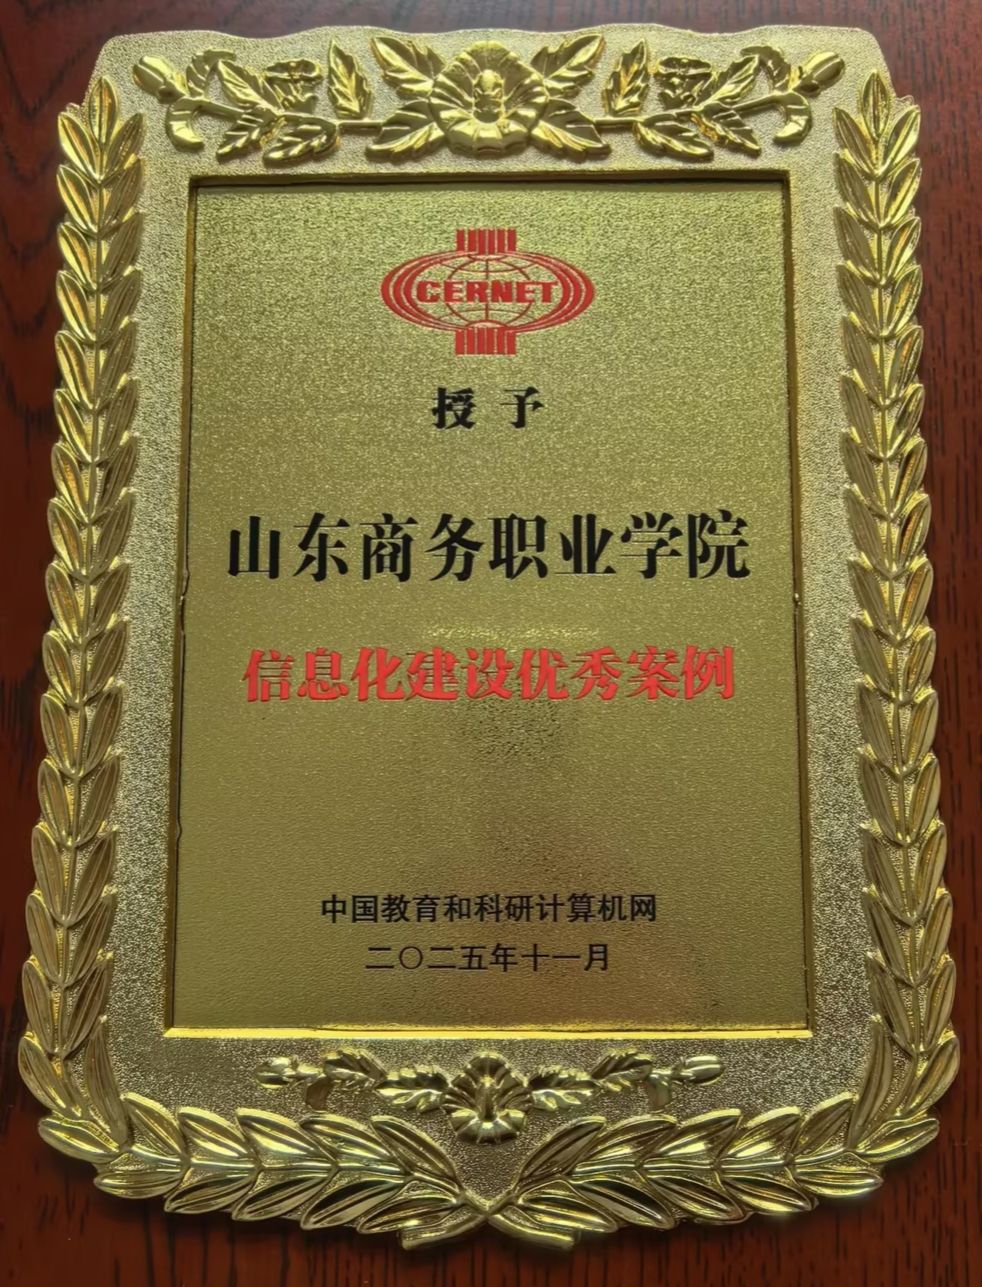 CERNET
授予
山东商务职业学院
信息化建设优秀案例
中国教育和科研计算机网
二〇二五年十一月